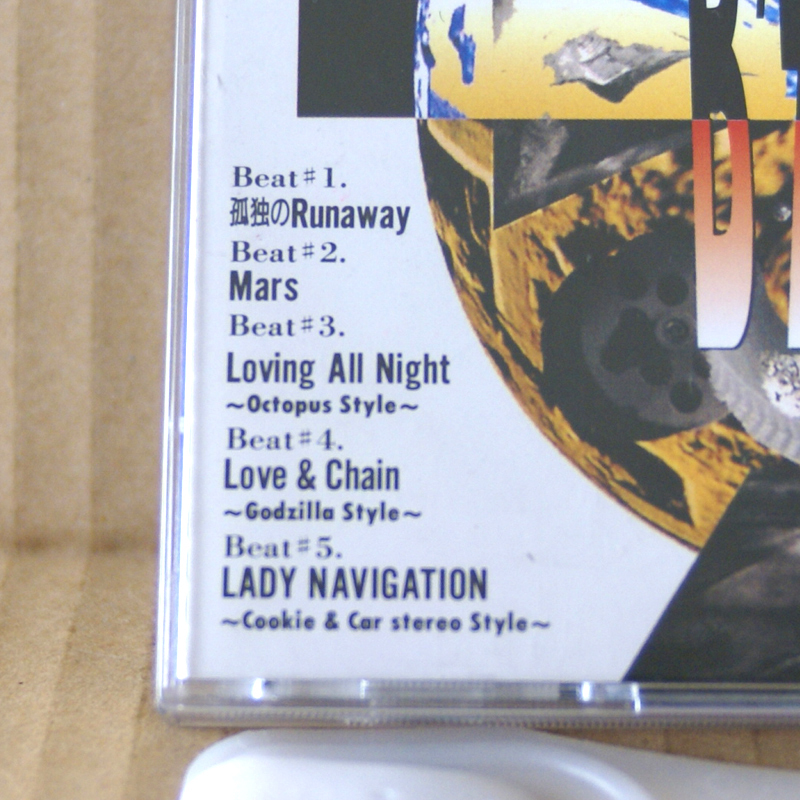 Beat♯1.
孤独のRunaway
Beat♯2.
Mars
Beat♯3.
Loving All Night
~Octopus Style~
Beat♯4.
Love & Chain
~Godzilla Style~
Beat♯5.
LADY NAVIGATION
~Cookie & Car stereo Style~